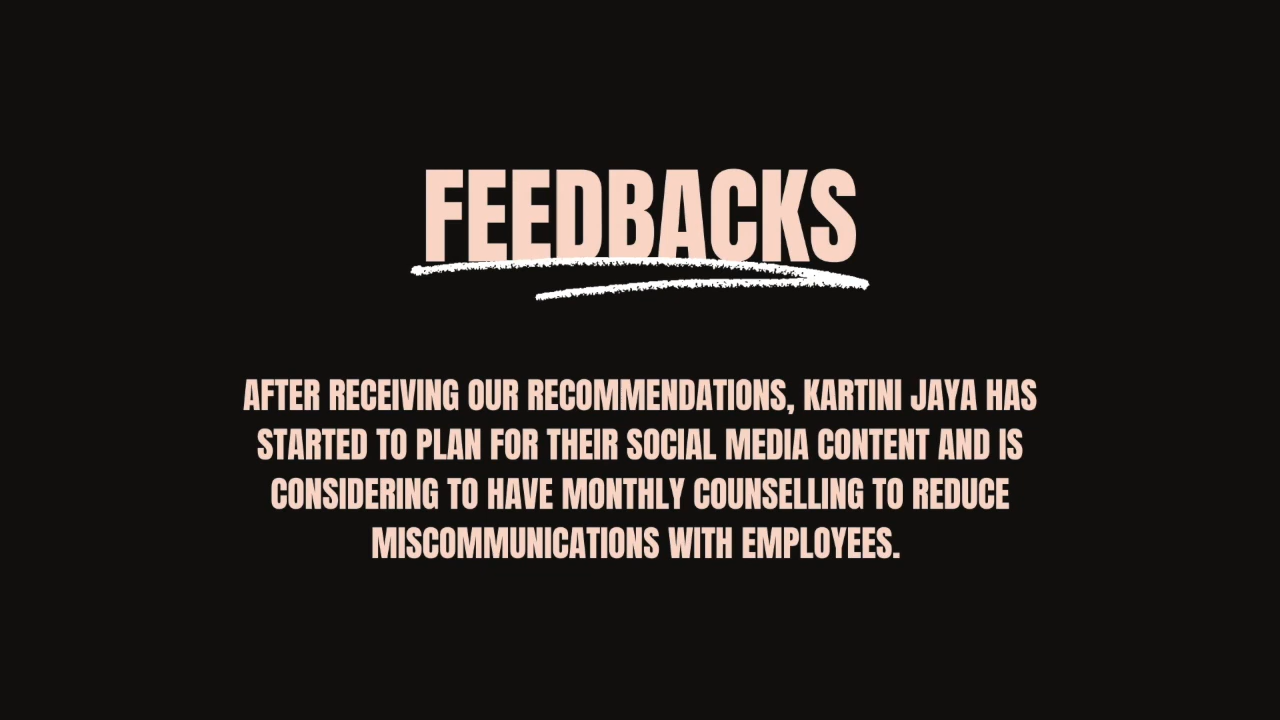 FEEDBACKS
AFTER RECEIVING OUR RECOMMENDATIONS, KARTINI JAYA HAS
STARTED TO PLAN FOR THEIR SOCIAL MEDIA CONTENT AND IS
CONSIDERING TO HAVE MONTHLY COUNSELLING TO REDUCE
MISCOMMUNICATIONS WITH EMPLOYEES.